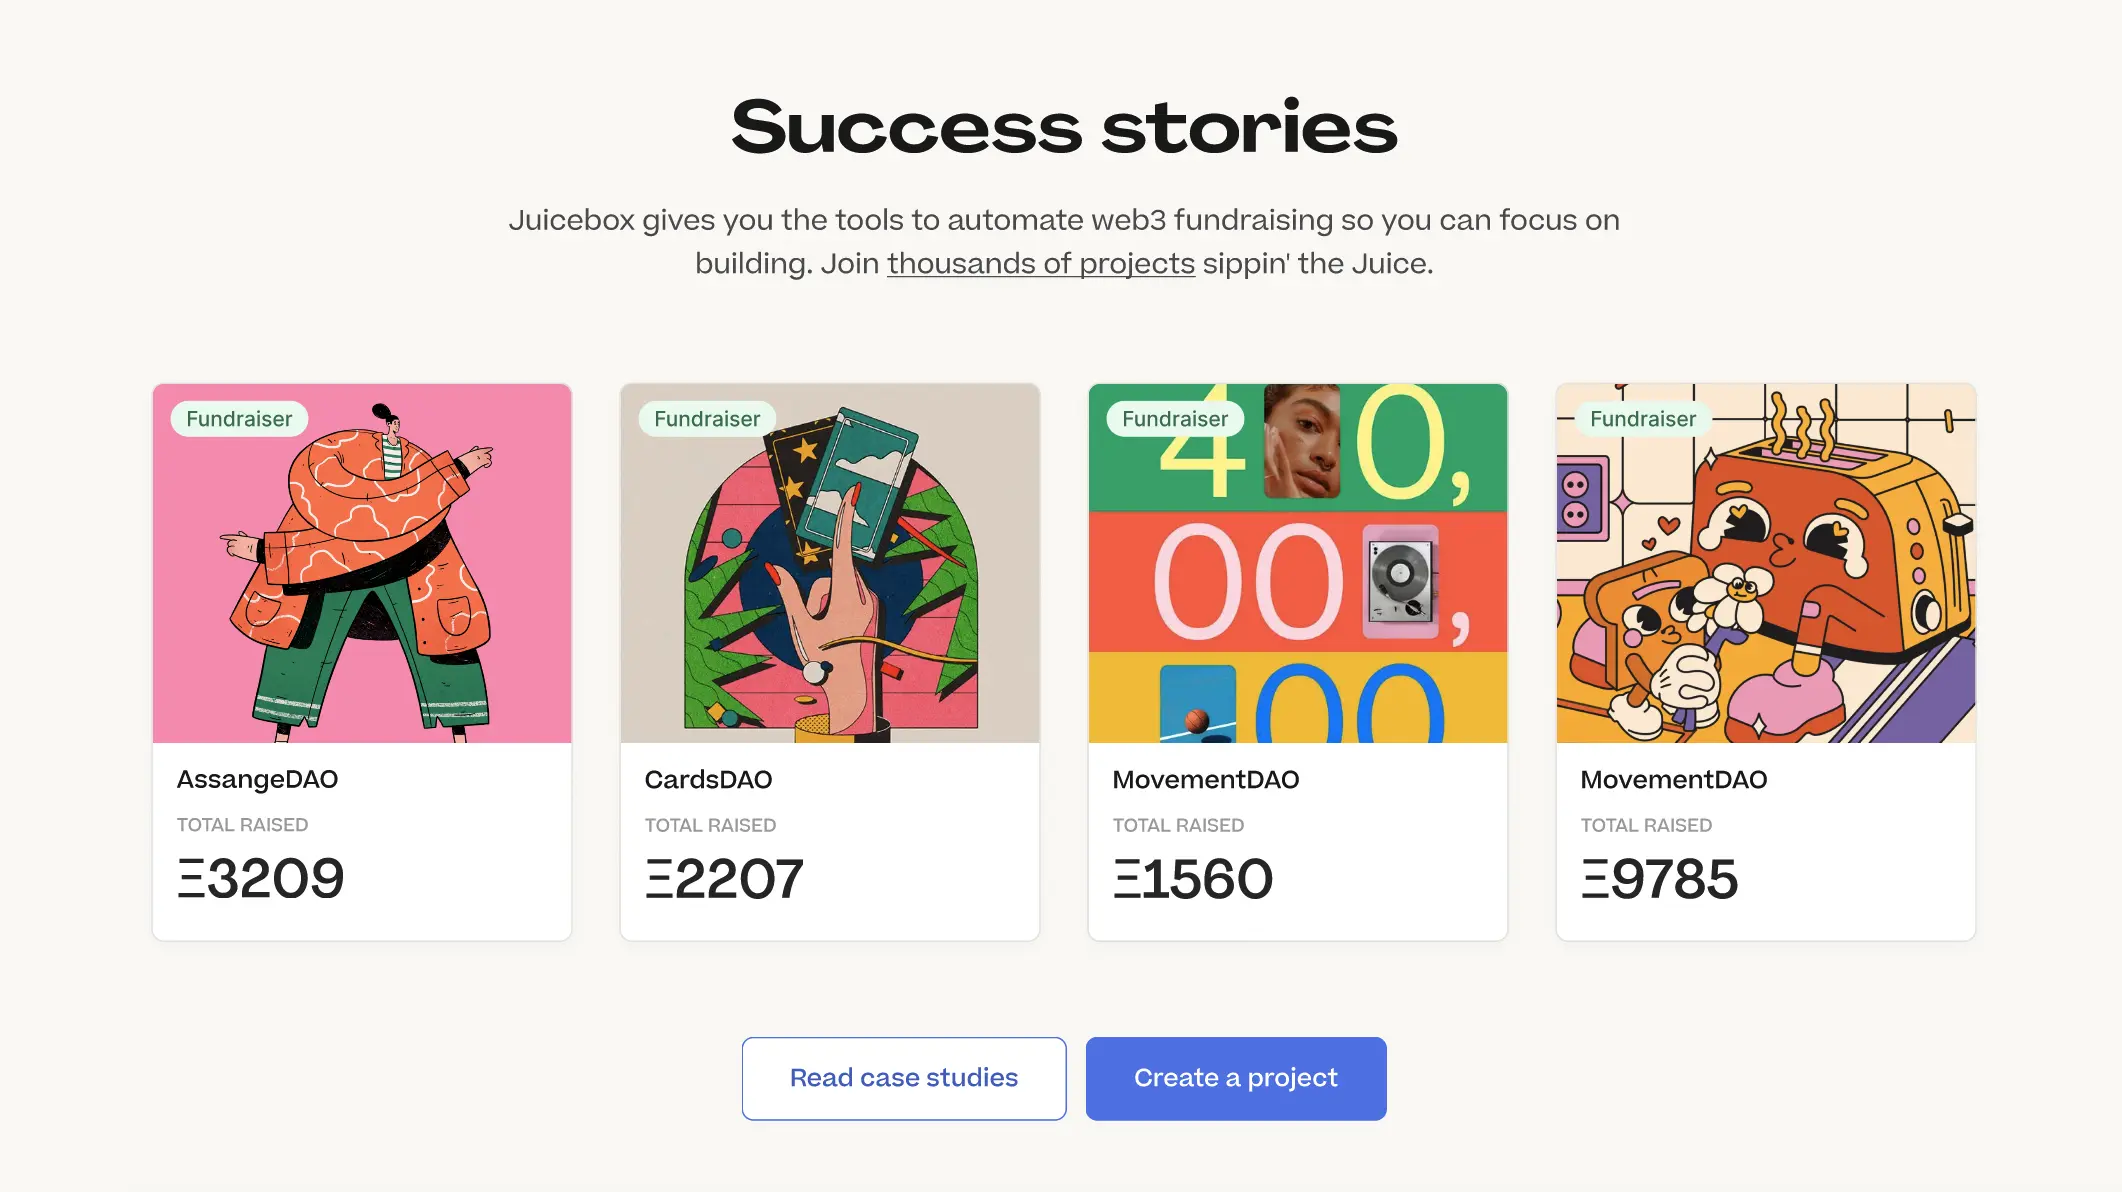 Success stories
Juicebox gives you the tools to automate web3 fundraising so you can focus on
building. Join thousands of projects sippin' the Juice.
Fundraiser
AssangeDAO
TOTAL RAISED
Ξ3209
Fundraiser
CardsDAO
TOTAL RAISED
Ξ2207
Fundraiser
4 0,
00 ,
00
MovementDAO
TOTAL RAISED
Ξ1560
Fundraiser
MovementDAO
TOTAL RAISED
Ξ9785
Read case studies
Create a project